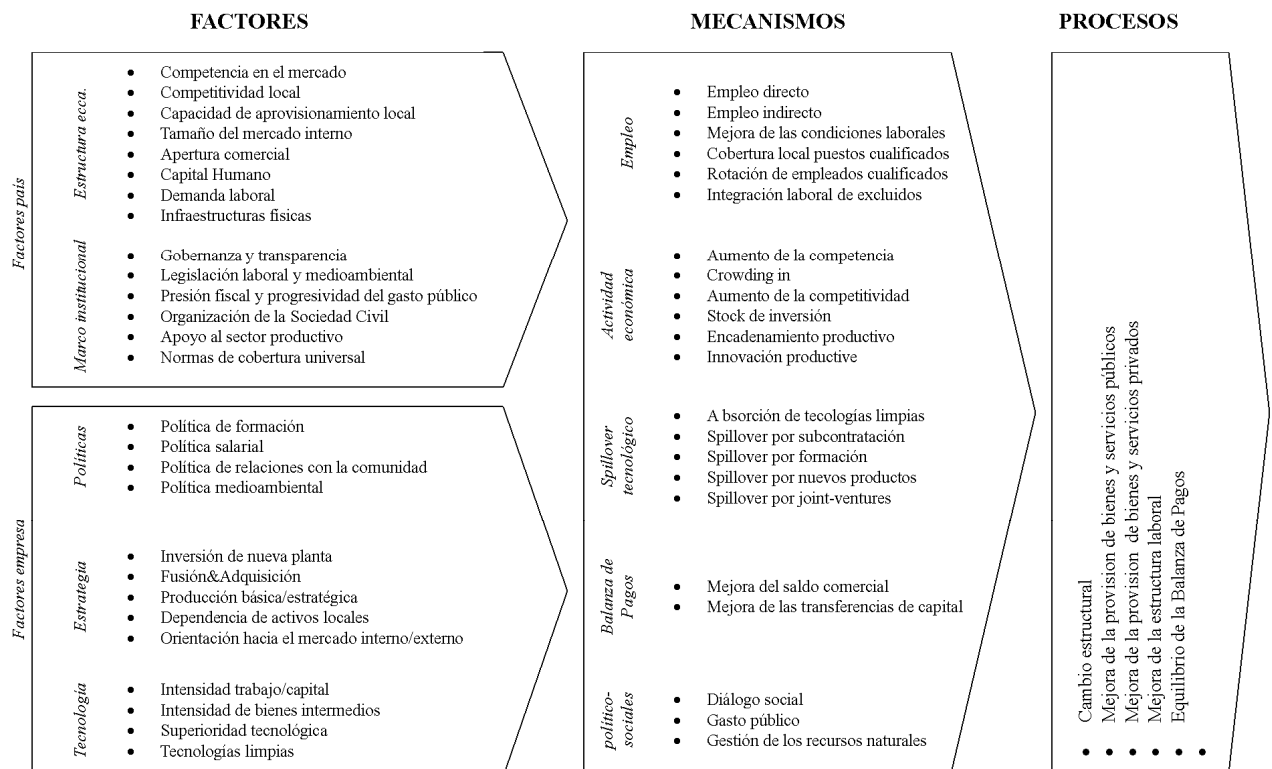 FACTORES
Factores país
Estructura ecca.
• Competencia en el mercado
• Competitividad local
• Capacidad de aprovisionamiento local
• Tamaño del mercado interno
• Apertura comercial
• Capital Humano
• Demanda laboral
• Infraestructuras físicas
Marco institucional
• Gobernanza y transparencia
• Legislación laboral y medioambiental
• Presión fiscal y progresividad del gasto público
• Organización de la Sociedad Civil
• Apoyo al sector productivo
• Normas de cobertura universal
Factores empresa
Políticas
• Política de formación
• Política salarial
• Política de relaciones con la comunidad
• Política medioambiental
Estrategia
• Inversión de nueva planta
• Fusión&Adquisición
• Producción básica/estratégica
• Dependencia de activos locales
• Orientación hacia el mercado interno/externo
Tecnología
• Intensidad trabajo/capital
• Intensidad de bienes intermedios
• Superioridad tecnológica
• Tecnologías limpias
MECANISMOS
Empleo
• Empleo directo
• Empleo indirecto
• Mejora de las condiciones laborales
• Cobertura local puestos cualificados
• Rotación de empleados cualificados
• Integración laboral de excluidos
Actividad
económica
• Aumento de la competencia
• Crowding in
• Aumento de la competitividad
• Stock de inversión
• Encadenamiento productivo
• Innovación productive
Spillover
tecnológico
• A bsorción de tecologías limpias
• Spillover por subcontratación
• Spillover por formación
• Spillover por nuevos productos
• Spillover por joint-ventures
Balanza de
Pagos
• Mejora del saldo comercial
• Mejora de las transferencias de capital
político-
sociales
• Diálogo social
• Gasto público
• Gestión de los recursos naturales
PROCESOS
• Cambio estructural
• Mejora de la provision de bienes y servicios públicos
• Mejora de la provision de bienes y servicios privados
• Mejora de la estructura laboral
• Equilibrio de la Balanza de Pagos
•